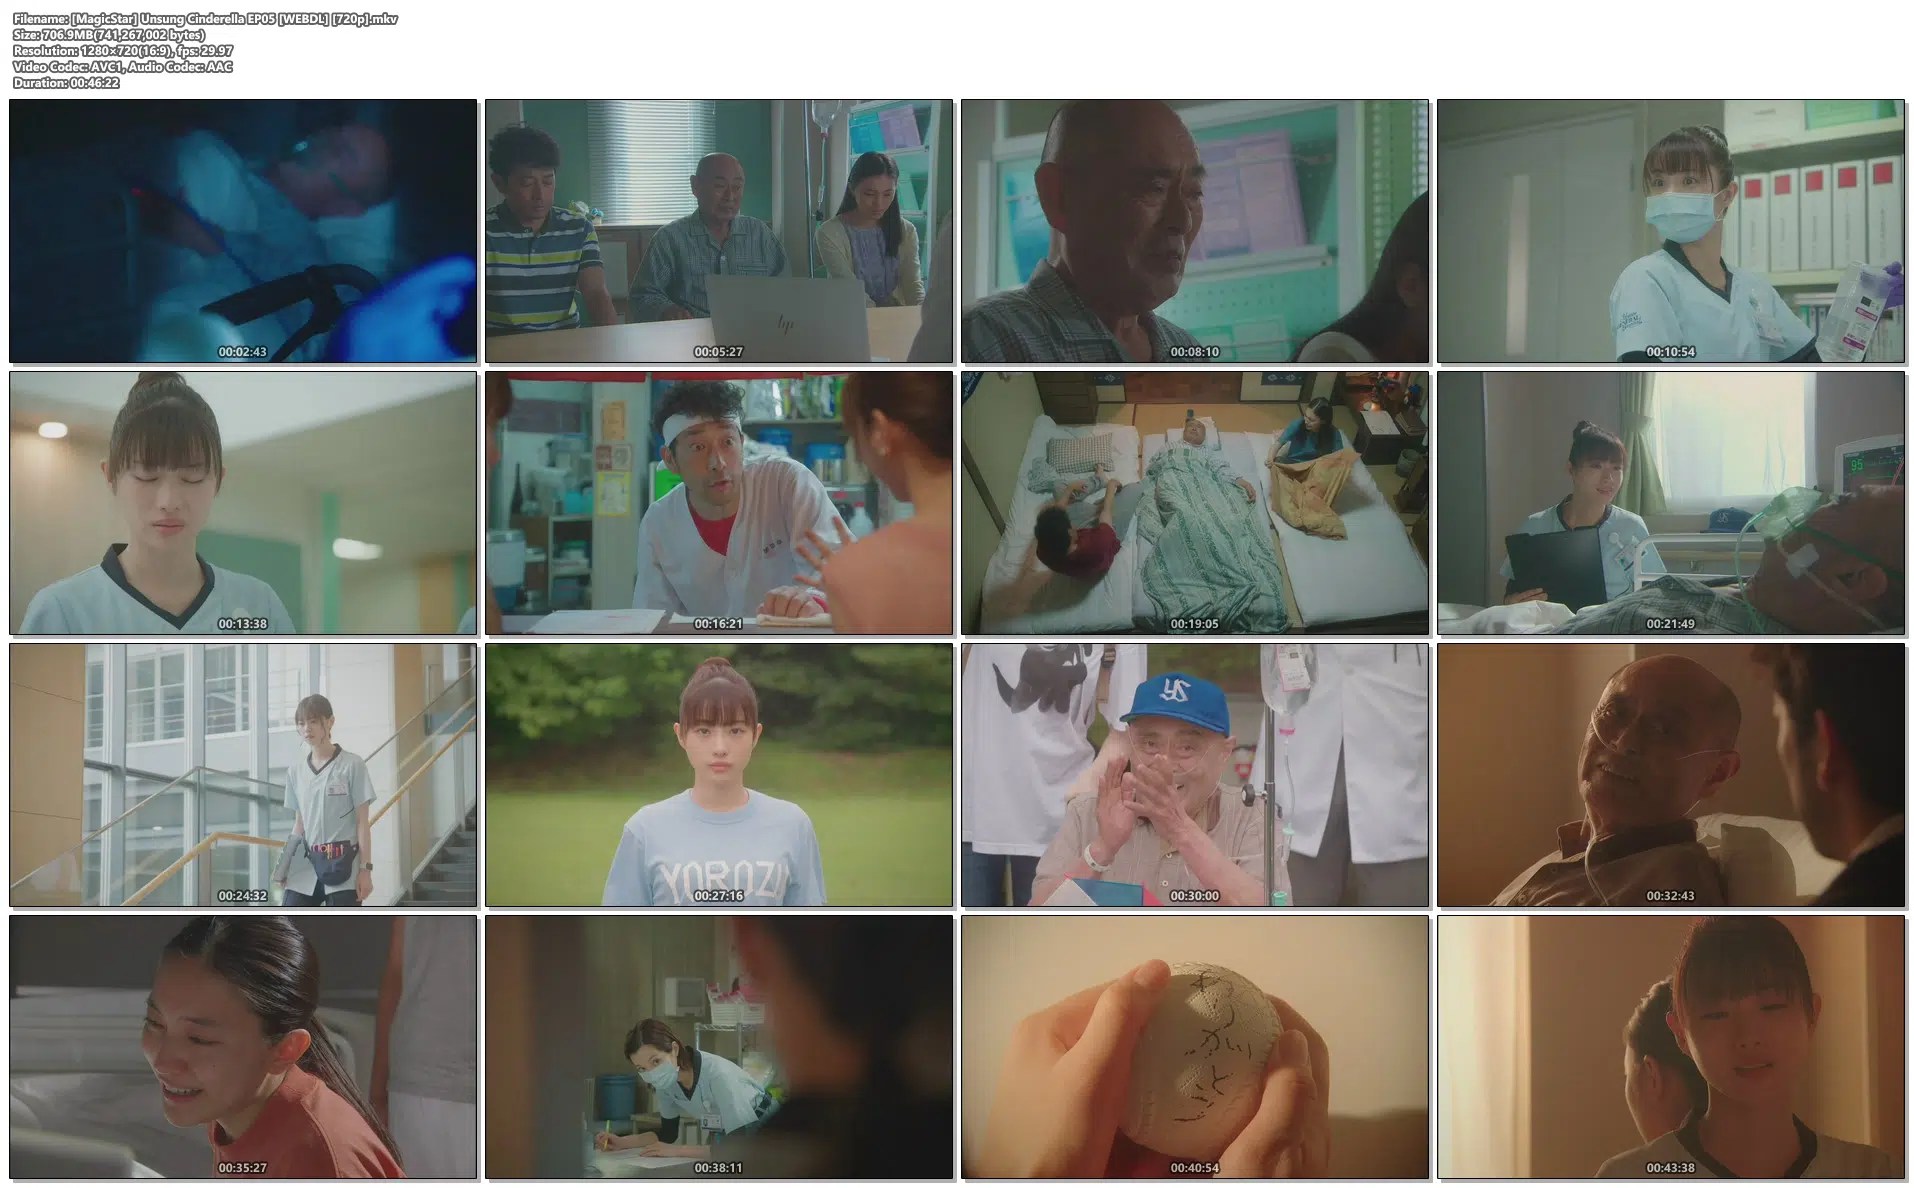 Filename: [MagicStar] Unsung Cinderella EP05 [WEBDL] [720p].mkv
Size: 706.9MB(741,267,002 bytes)
Resolution: 1280×720(16:9), fps: 29.97
Video Codec: AVC1, Audio Codec: AAC
Duration: 00:46:22
00:02:43
hp
00:05:27
00:08:10
GENERAL
00:10:54
00:13:38
00:16:21
00:19:05
95
00:21:49
00:24:32
YOROZU
00:27:16
YS
00:30:00
00:32:43
00:35:27
00:38:11
00:40:54
00:43:38